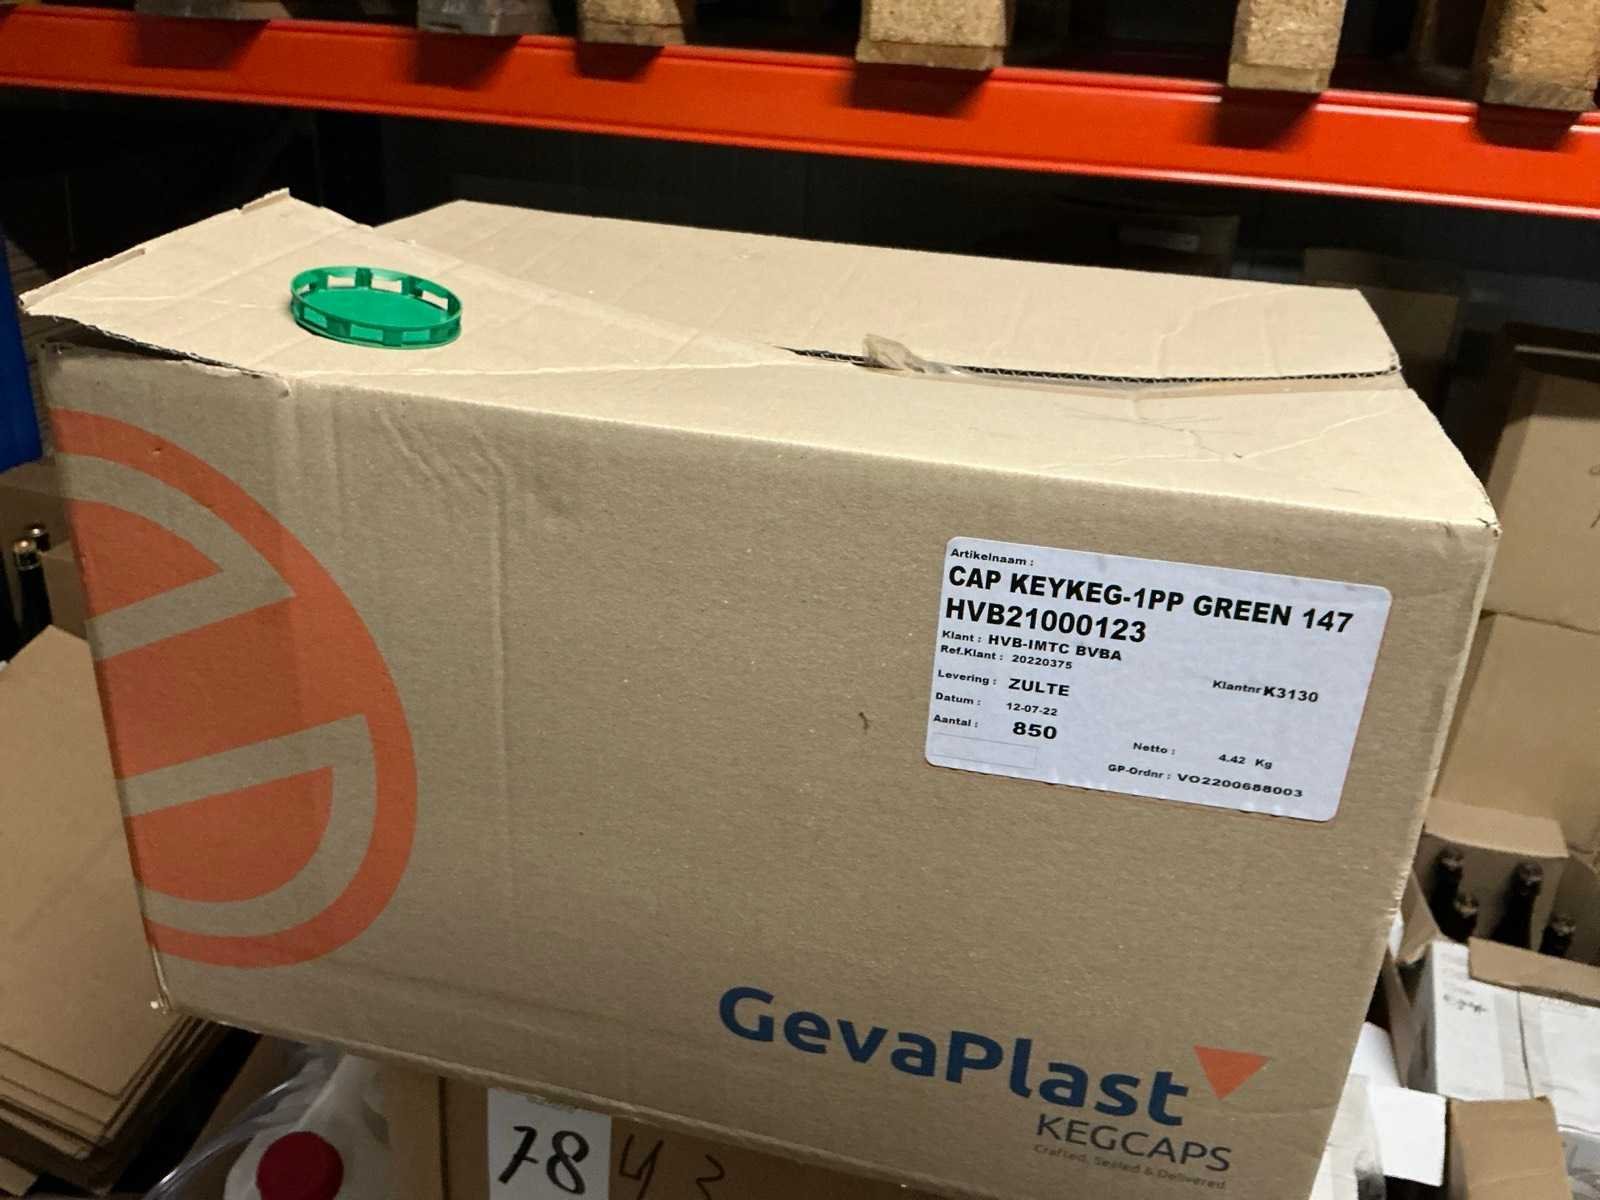 Artikelnaam :
CAP KEYKEG-1PP GREEN 147
HVB21000123
Klant : HVB-IMTC BVBA
Ref.Klant : 20220375
Klantnr K3130
Levering : ZULTE
Datum : 12-07-22
Aantal : 850
Netto : 4.42 Kg
GP-Ordnr : VO2200688003
GevaPlast
KEGCAPS
Crafted, Sealed & Delivered
78